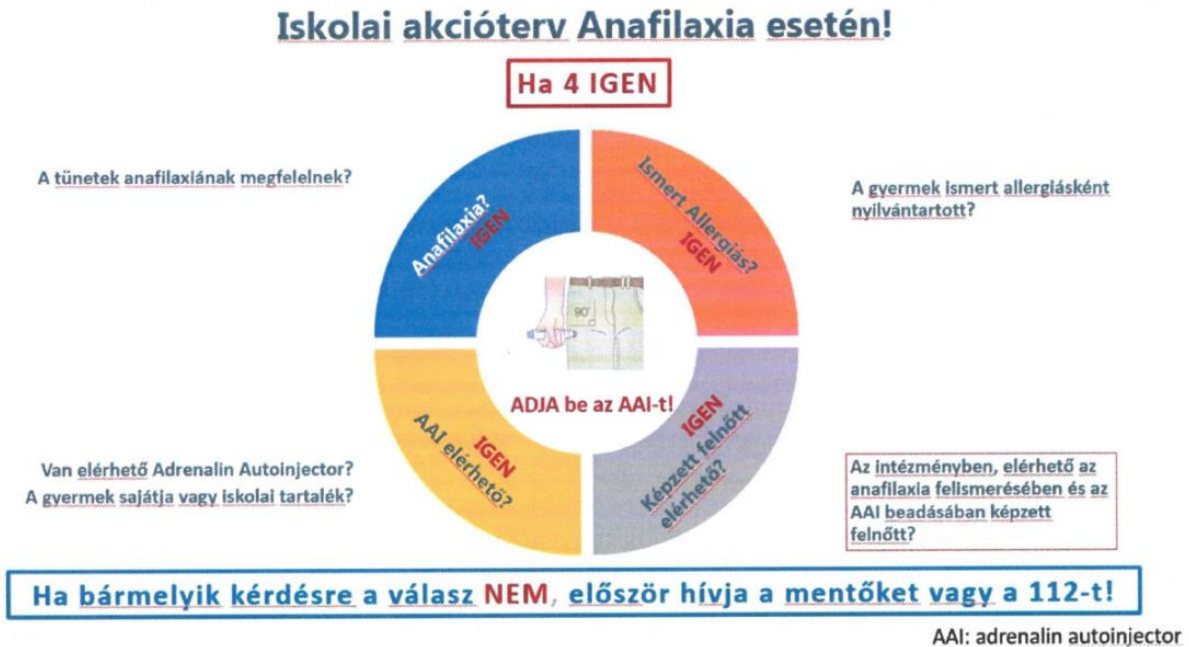 Iskolai akcióterv Anafilaxia esetén!
Ha 4 IGEN
A tünetek anafilaxiának megfelelnek?
Anafilaxia?
IGEN
Ismert Allergiás?
IGEN
A gyermek ismert allergiásként
nyilvántartott?
90°
ADJA be az AAI-t!
Van elérhető Adrenalin Autoinjector?
A gyermek sajátja vagy iskolai tartalék?
IGEN
AAI elérhető?
IGEN
Képzett felnőtt
elérhető?
Az intézményben, elérhető az
anafilaxia felismerésében és az
AAI beadásában képzett
felnőtt?
Ha bármelyik kérdésre a válasz NEM, először hívja a mentőket vagy a 112-t!
AAI: adrenalin autoinjector